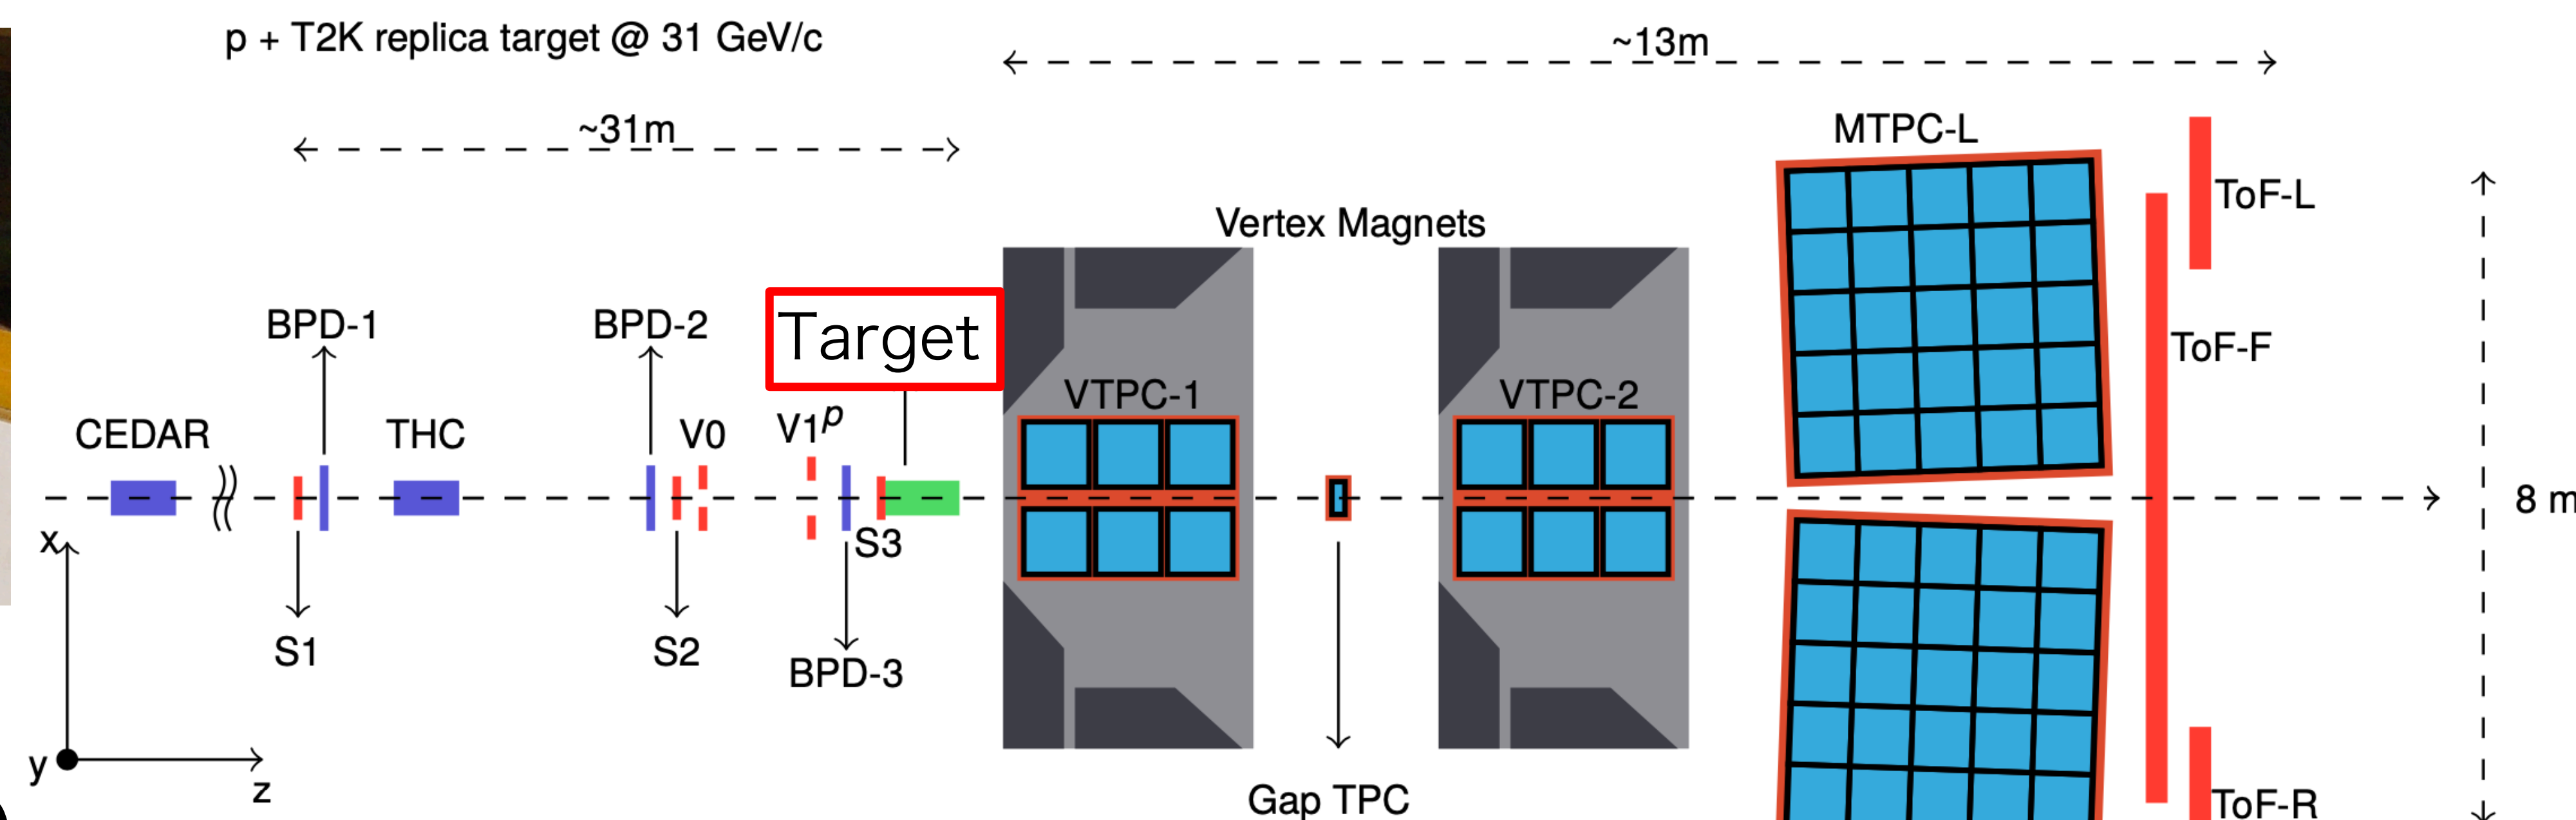 p + T2K replica target @ 31 GeV/c
~13m
~31m
MTPC-L
ToF-L
Vertex Magnets
BPD-1
BPD-2
Target
ToF-F
VTPC-1
VTPC-2
CEDAR
THC
V0
V1p
8 m
x
S3
S1
S2
BPD-3
y
z
Gap TPC
ToF-R